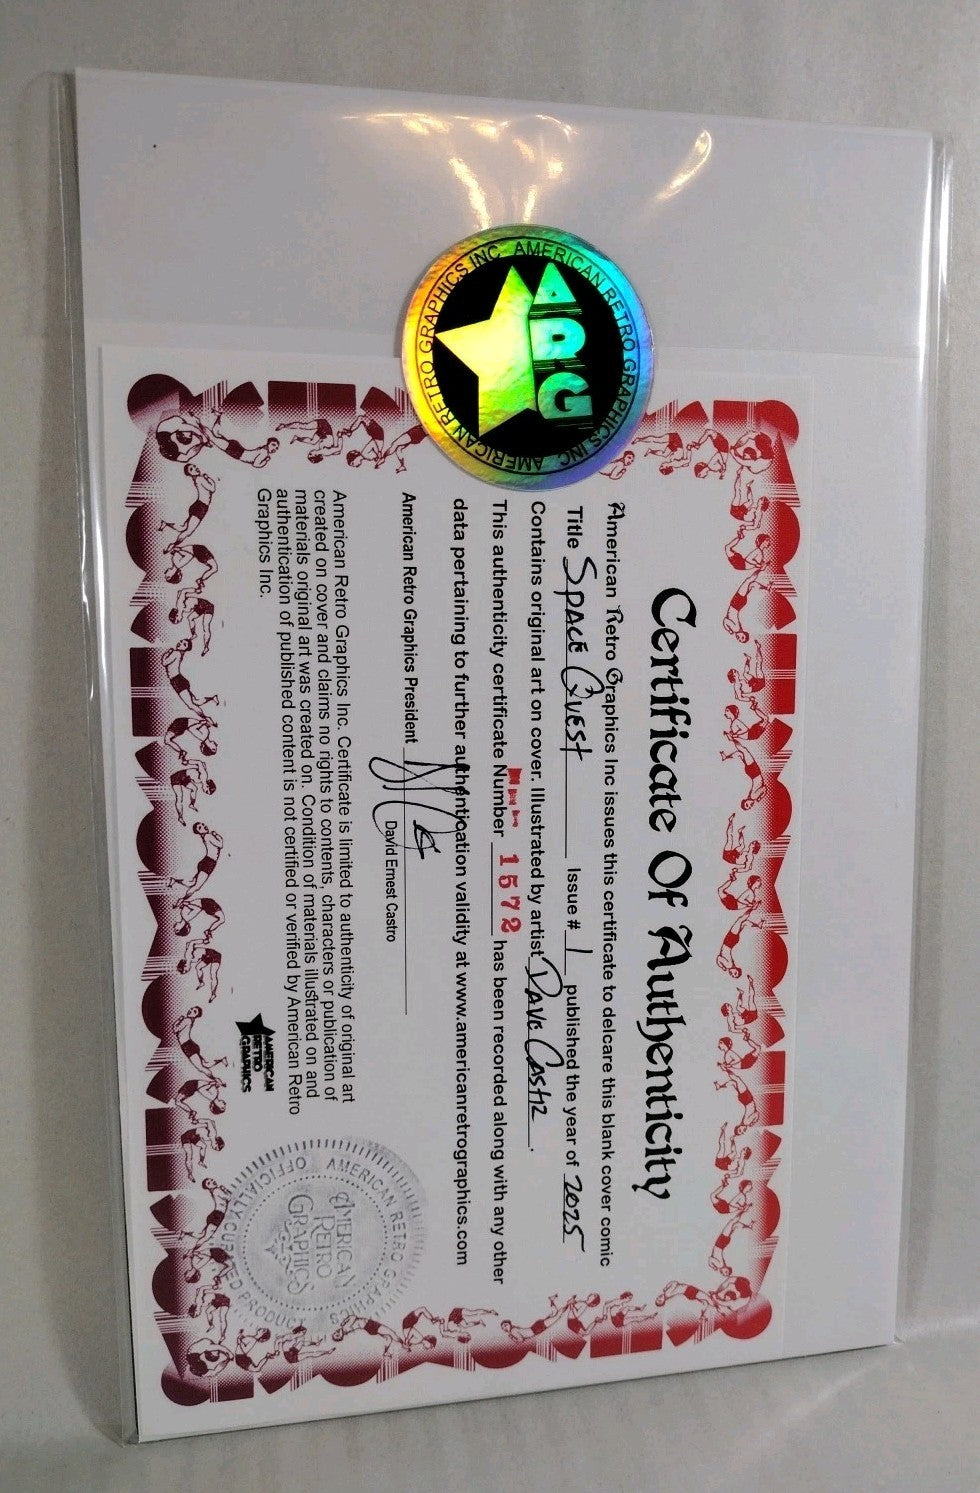 AMERICAN RETRO GRAPHICS INC. AMERICAN RETRO GRAPHICS INC.
ARG
Certificate Of Authenticity
American Retro Graphics Inc issues this certificate to delcare this blank cover comic
Title Space Quest Issue # 1 published the year of 2025
Contains original art on cover. Illustrated by artist Dave Castr .
This authenticity certificate Number 1572 has been recorded along with any other
data pertaining to further authentication validity at www.americanretrographics.com
American Retro Graphics President
David Ernest Castro
American Retro Graphics Inc. Certificate is limited to authenticity of original art
created on cover and claims no rights to contents, characters or publication of
materials original art was created on. Condition of materials illustrated on and
authentication of published content is not certified or verified by American Retro
Graphics Inc.
AMERICAN
RETRO
GRAPHICS
AMERICAN RETRO GRAPHICS
OFFICIALLY
PRODUCT
AMERICAN
RETRO
GRAPHICS